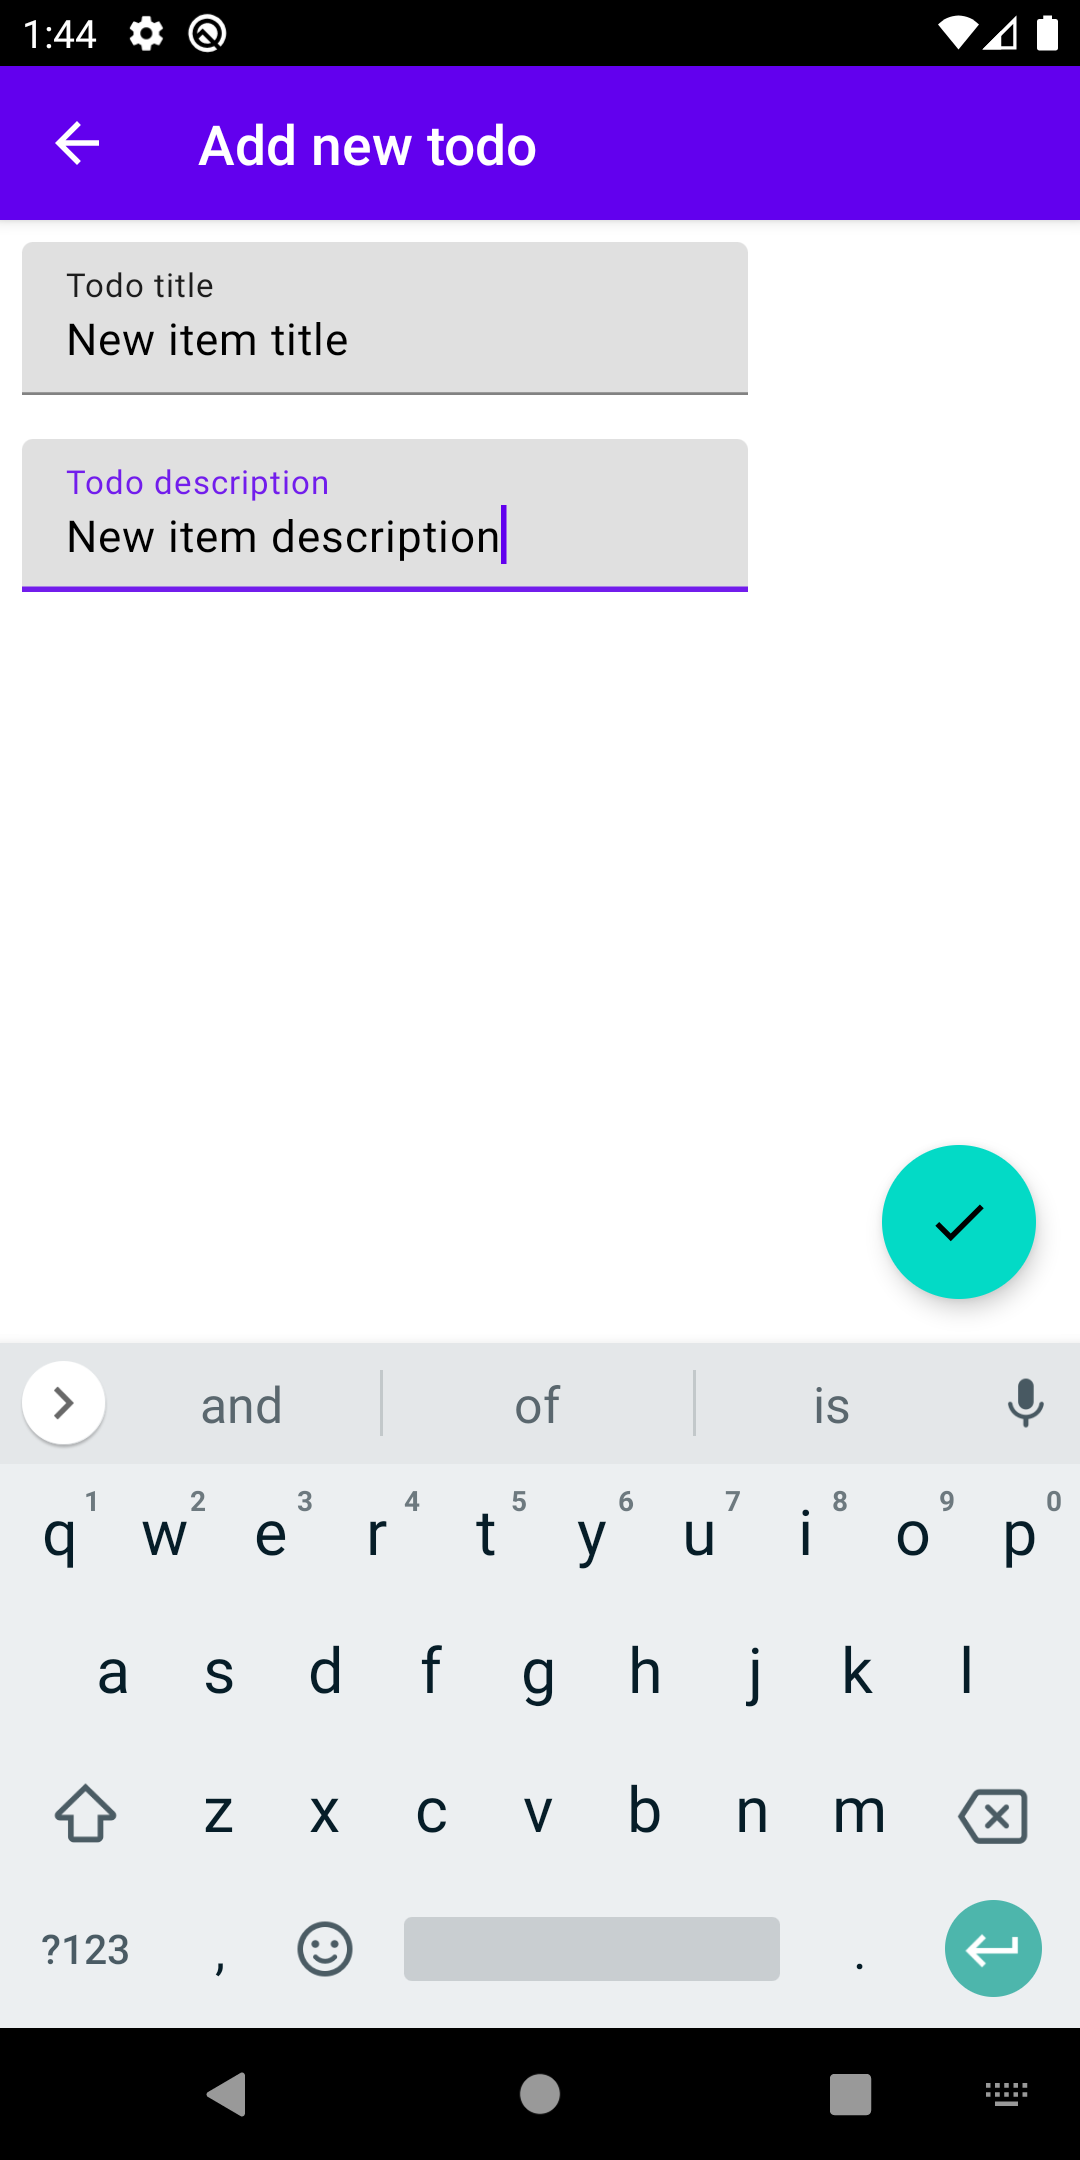 1:44
Add new todo
Todo title
New item title
Todo description
New item description
and of is
1 2 3 4 5 6 7 8 9 0
q w e r t y u i o p
a s d f g h j k l
z x c v b n m
?123 , .